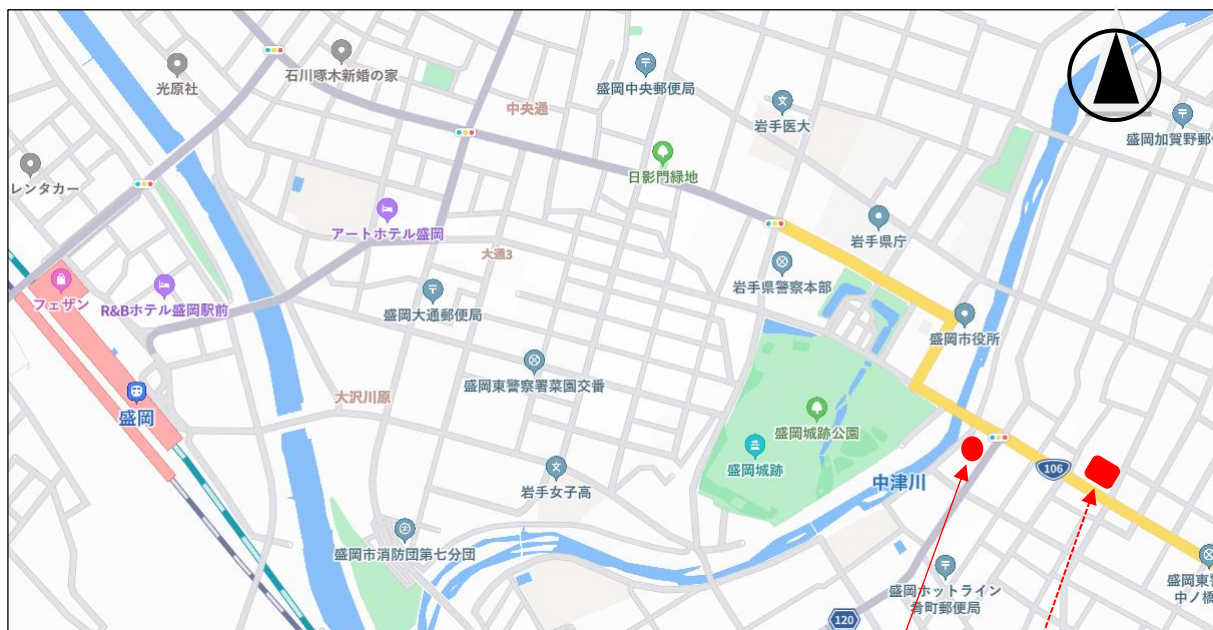 石川啄木新婚の家
光原社
盛岡中央郵便局
中央通
岩手医大
盛岡加賀野郵
レンタカー
日影門緑地
アートホテル盛岡
岩手県庁
大通3
フェザン
R&Bホテル盛岡駅前
盛岡大通郵便局
岩手県警察本部
盛岡市役所
盛岡東警察署菜園交番
大沢川原
盛岡
盛岡城跡公園
盛岡城跡
中津川
106
岩手女子高
盛岡市消防団第七分団
盛岡ホットライン
肴町郵便局
盛岡東警
中ノ橋
120